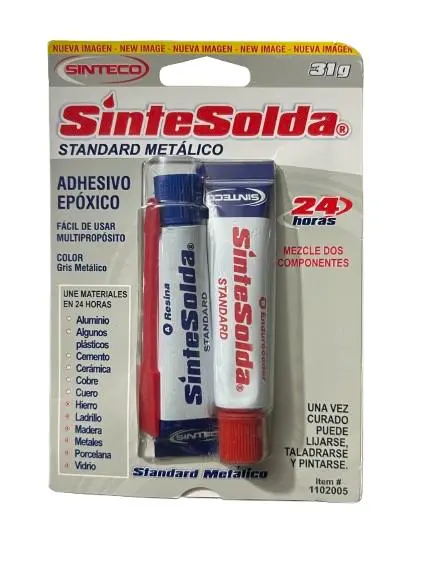 NUEVA IMAGEN - NEW IMAGE - NUEVA IMAGEN - NEW IMAGE - NUEVA IMAGEN
SINTECO
31g
SinteSolda®
STANDARD METÁLICO
ADHESIVO
EPÓXICO
FÁCIL DE USAR
MULTIPROPÓSITO
COLOR
Gris Metálico
UNE MATERIALES
EN 24 HORAS
Aluminio
Algunos
plásticos
Cemento
Cerámica
Cobre
Cuero
Hierro
Ladrillo
Madera
Metales
Porcelana
Vidrio
A Resina
SinteSolda®
STANDARD
SINTECO
SINTECO
SinteSolda®
STANDARD
Endurecedor
24
horas
MEZCLE DOS
COMPONENTES
UNA VEZ
CURADO
PUEDE
LIJARSE,
TALADRARSE
Y PINTARSE.
Standard Metálico
Item #
1102005